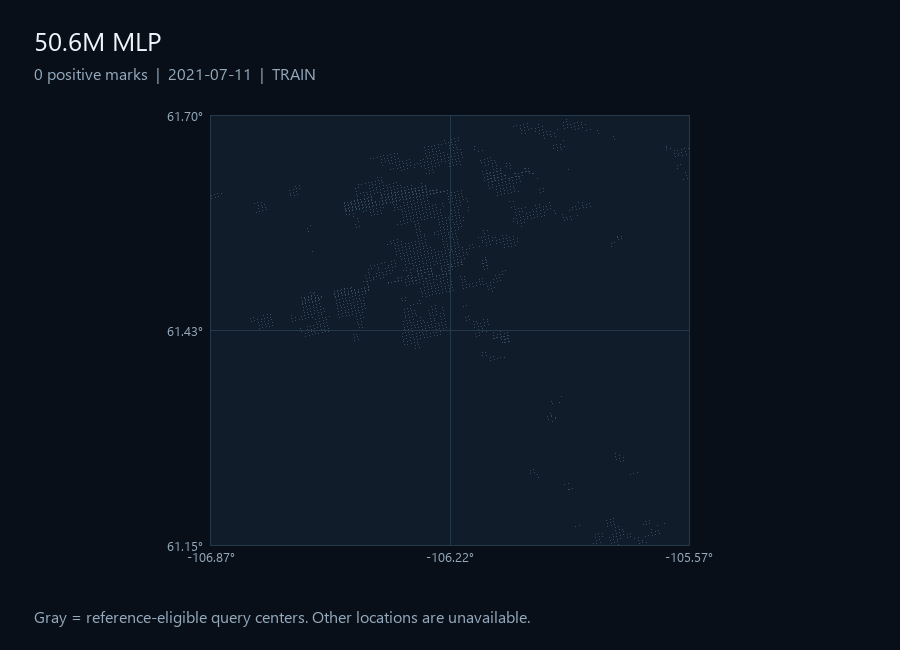 50.6M MLP
0 positive marks | 2021-07-11 | TRAIN
61.70°
61.43°
61.15°
-106.87°
-106.22°
-105.57°
Gray = reference-eligible query centers. Other locations are unavailable.